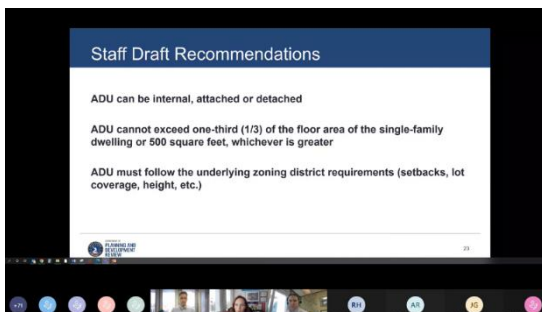 Staff Draft Recommendations
ADU can be internal, attached or detached
ADU cannot exceed one-third (1/3) of the floor area of the single-family
dwelling or 500 square feet, whichever is greater
ADU must follow the underlying zoning district requirements (setbacks, lot
coverage, height, etc.)
PLANNING AND
DEVELOPMENT
REVIEW
+71
RH
AR
JG